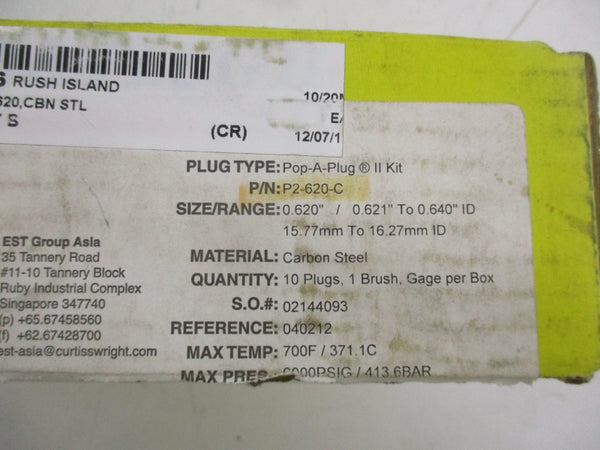 RUSH ISLAND
620,CBN STL
S
(CR)
10/20
12/07/1
PLUG TYPE: Pop-A-Plug ® II Kit
P/N: P2-620-C
SIZE/RANGE: 0.620" / 0.621" To 0.640" ID
15.77mm To 16.27mm ID
MATERIAL: Carbon Steel
QUANTITY: 10 Plugs, 1 Brush, Gage per Box
S.O.#: 02144093
REFERENCE: 040212
MAX TEMP: 700F / 371.1C
MAX PRES 6000PSIG / 413.6BAR
EST Group Asia
35 Tannery Road
#11-10 Tannery Block
Ruby Industrial Complex
Singapore 347740
(p) +65.67458560
(f) +62.67428700
est-asia@curtisswright.com